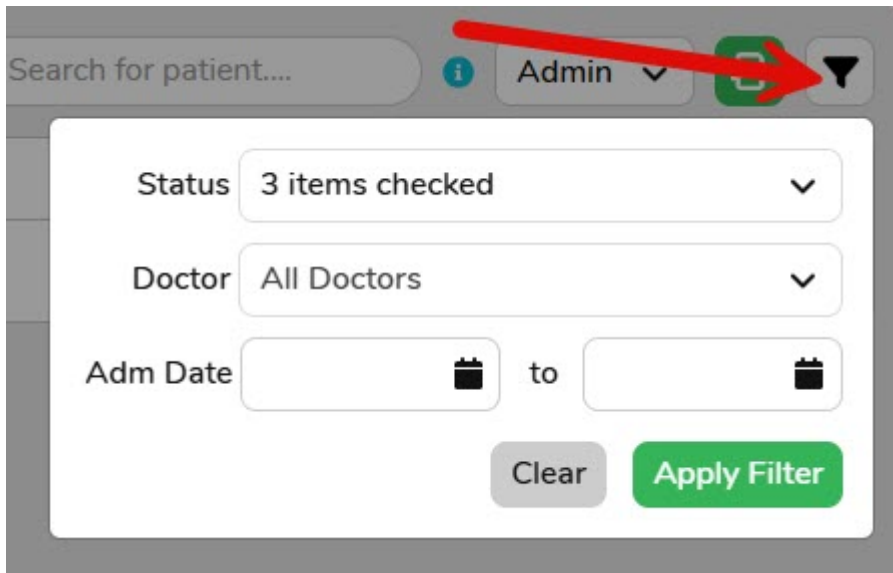 Search for patient....
Admin
Status 3 items checked
Doctor All Doctors
Adm Date to
Clear Apply Filter